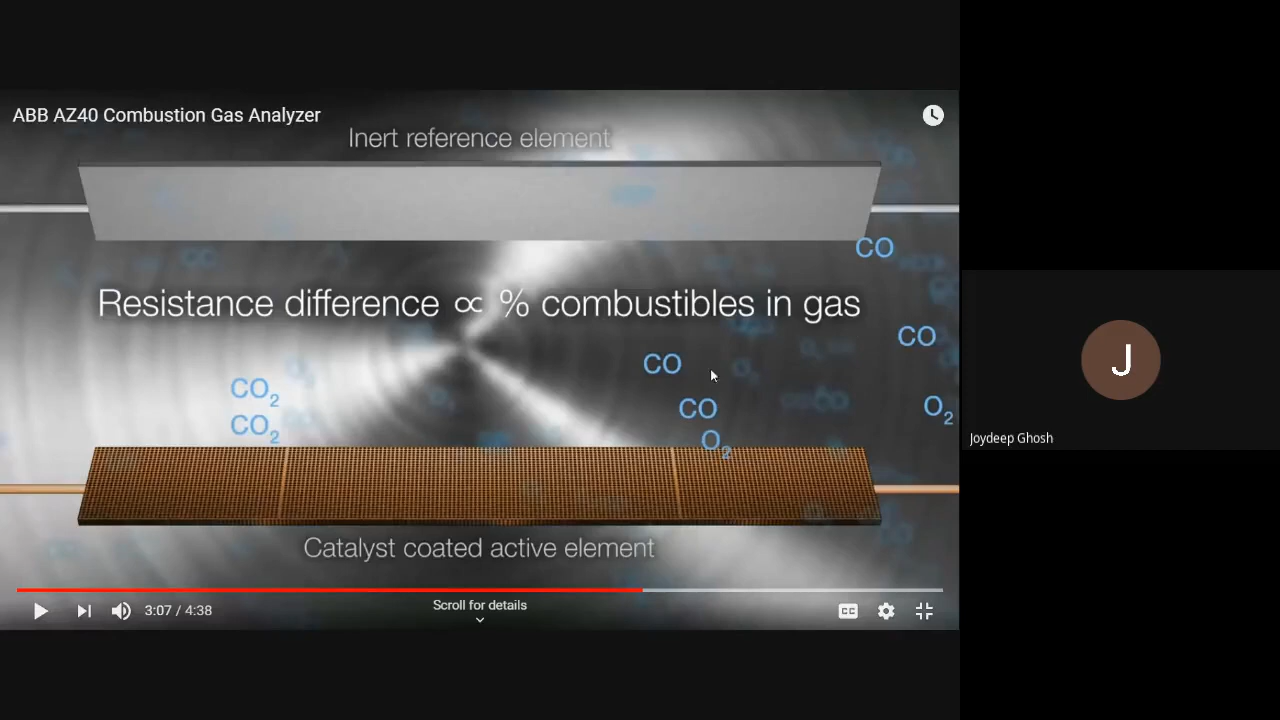 ABB AZ40 Combustion Gas Analyzer
Inert reference element
CO
Resistance difference ∝ % combustibles in gas
CO
CO
CO₂
CO
O₂
CO₂
O₂
Catalyst coated active element
3:07 / 4:38
Scroll for details
CC
J
Joydeep Ghosh